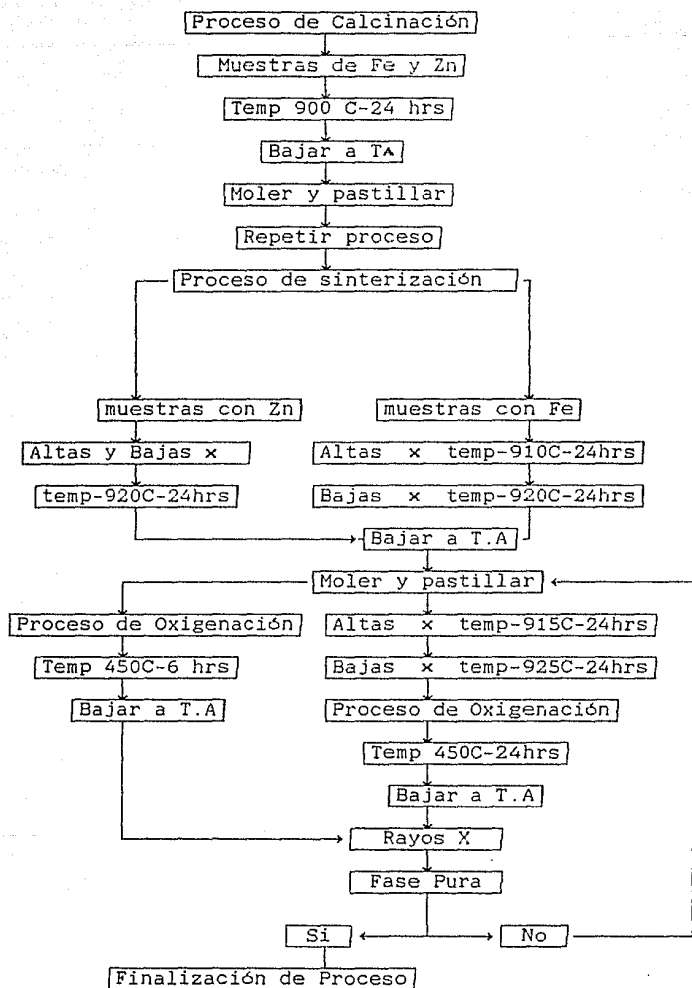 Proceso de Calcinación
Muestras de Fe y Zn
Temp 900 C-24 hrs
Bajar a TA
Moler y pastillar
Repetir proceso
Proceso de sinterización
muestras con Zn
muestras con Fe
Altas y Bajas x
Altas x temp-910C-24hrs
temp-920C-24hrs
Bajas x temp-920C-24hrs
Bajar a T.A
Moler y pastillar
Proceso de Oxigenación
Altas x temp-915C-24hrs
Temp 450C-6 hrs
Bajas x temp-925C-24hrs
Bajar a T.A
Proceso de Oxigenación
Temp 450C-24hrs
Bajar a T.A
Rayos X
Fase Pura
Si
No
Finalización de Proceso